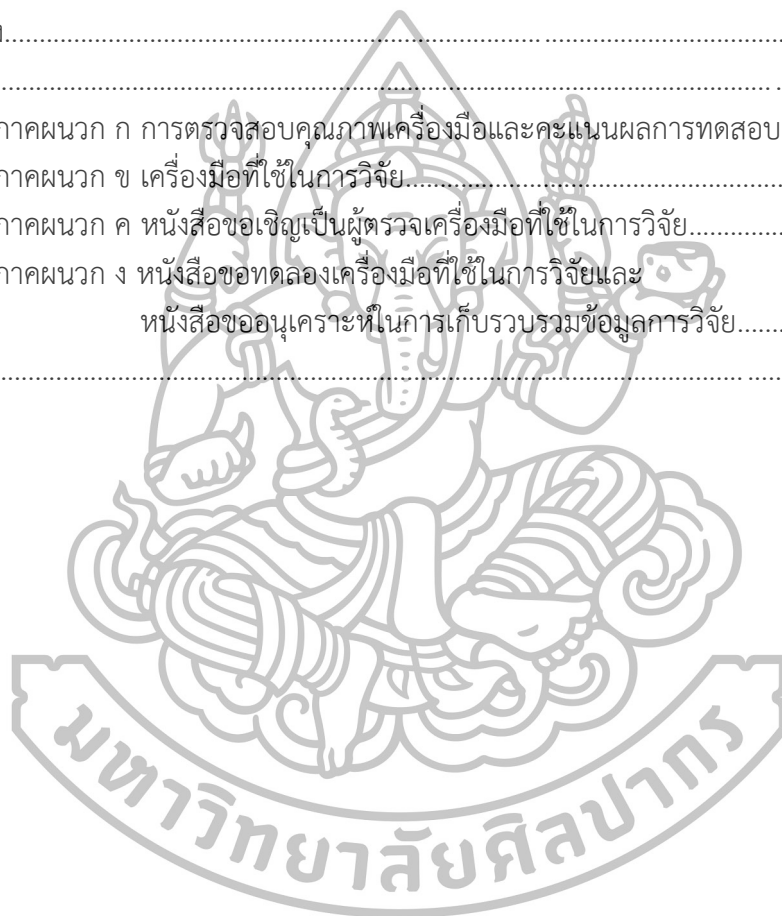 ภาคผนวก ก การตรวจสอบคุณภาพเครื่องมือและคะแนนผลการทดสอบ
ภาคผนวก ข เครื่องมือที่ใช้ในการวิจัย
ภาคผนวก ค หนังสือขอเชิญเป็นผู้ตรวจเครื่องมือที่ใช้ในการวิจัย
ภาคผนวก ง หนังสือขอทดลองเครื่องมือที่ใช้ในการวิจัยและ
หนังสือขออนุเคราะห์ในการเก็บรวบรวมข้อมูลการวิจัย
มหาวิทยาลัยศิลปากร